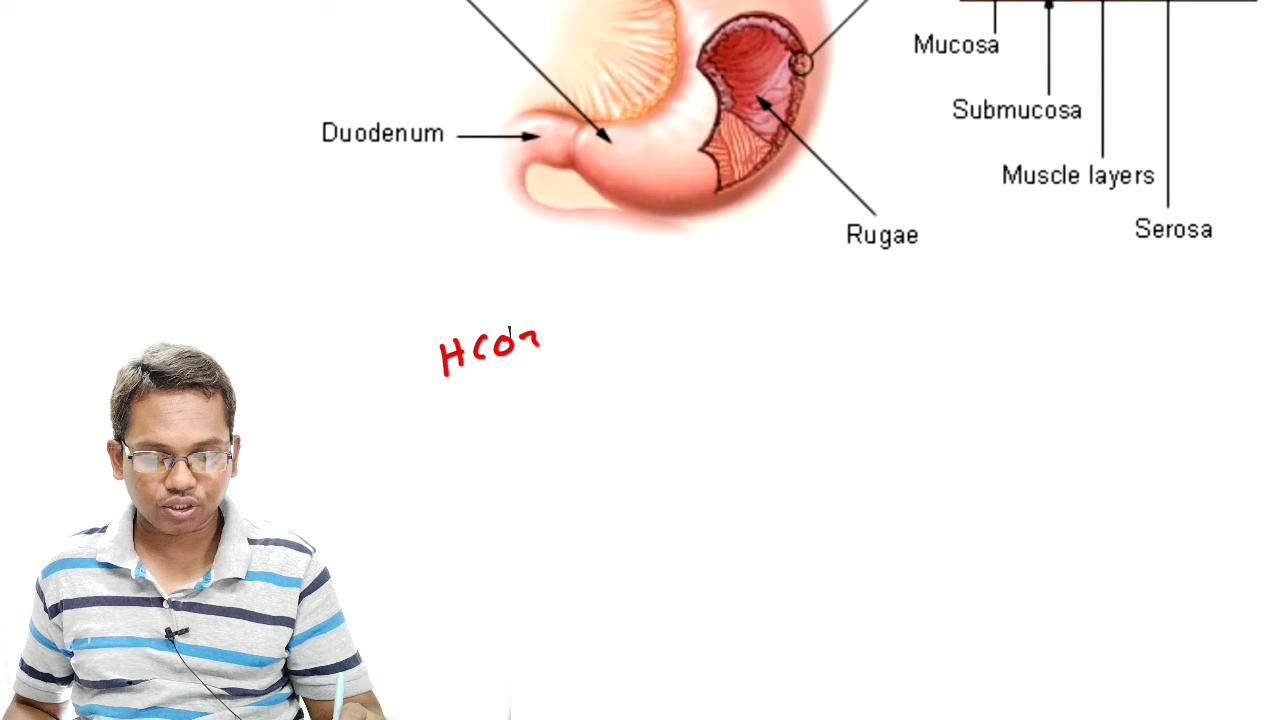 Mucosa
Submucosa
Duodenum
Muscle layers
Serosa
Rugae
HCO